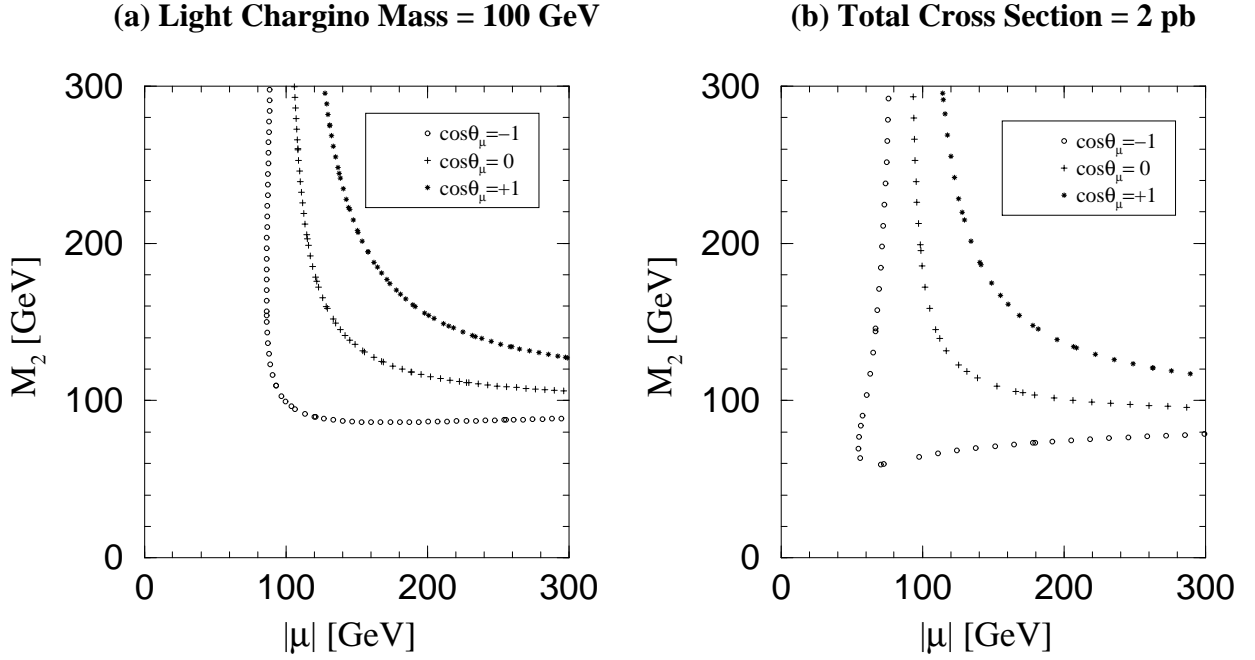 (a) Light Chargino Mass = 100 GeV
300
200
100
0
M₂ [GeV]
cosθμ=−1
cosθμ= 0
cosθμ=+1
0 100 200 300
|μ| [GeV]
(b) Total Cross Section = 2 pb
300
200
100
0
M₂ [GeV]
cosθμ=−1
cosθμ= 0
cosθμ=+1
0 100 200 300
|μ| [GeV]